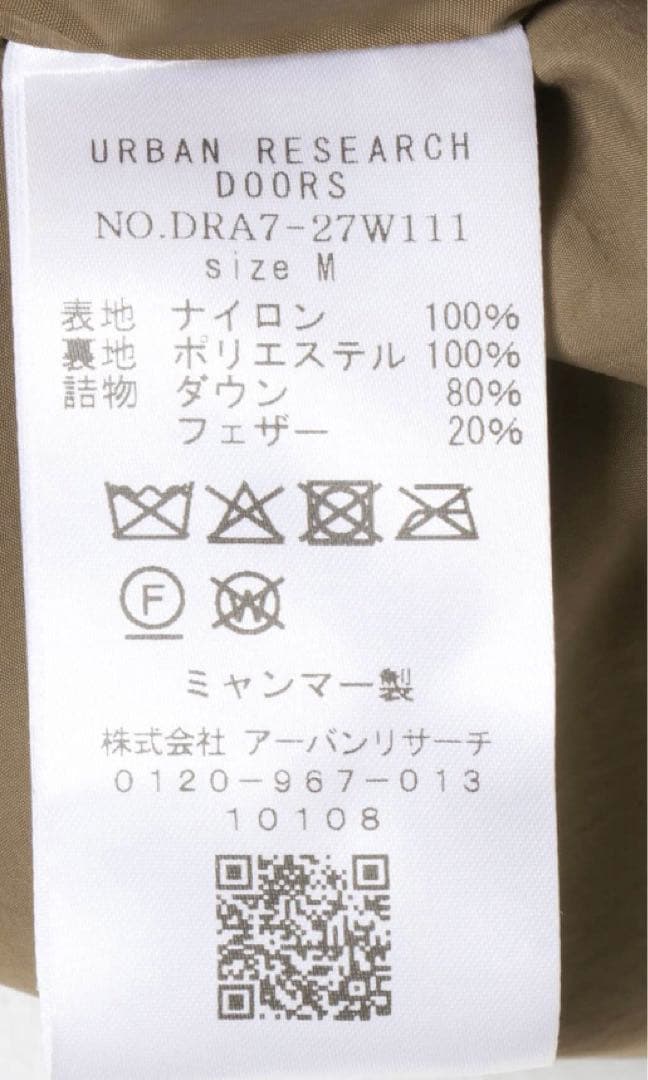 URBAN RESEARCH
DOORS
NO.DRA7-27W111
size M
表地 ナイロン 100%
裏地 ポリエステル 100%
詰物 ダウン 80%
フェザー 20%
F W
ミャンマー製
株式会社 アーバンリサーチ
0120-967-013
10108